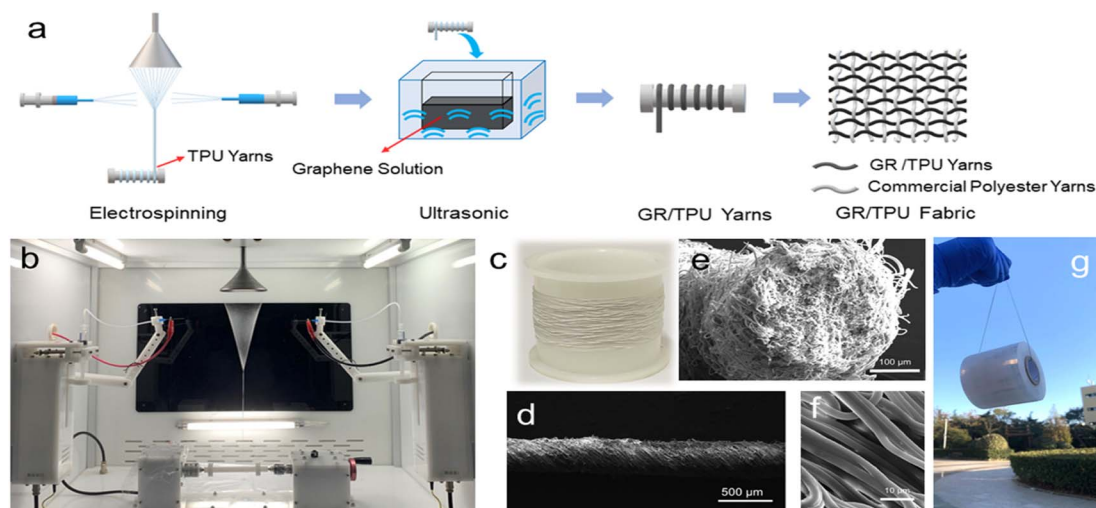 a
TPU Yarns
Graphene Solution
GR /TPU Yarns
Commercial Polyester Yarns
Electrospinning
Ultrasonic
GR/TPU Yarns
GR/TPU Fabric
b
c
e
100 μm
g
d
500 μm
f
10 μm